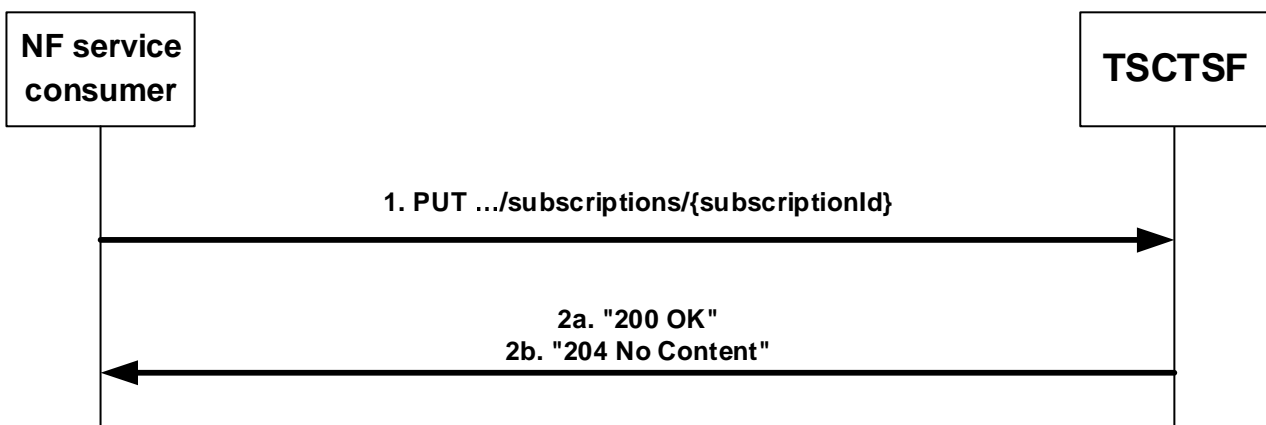 NF service
consumer
TSCTSF
1. PUT .../subscriptions/{subscriptionId}
2a. "200 OK"
2b. "204 No Content"